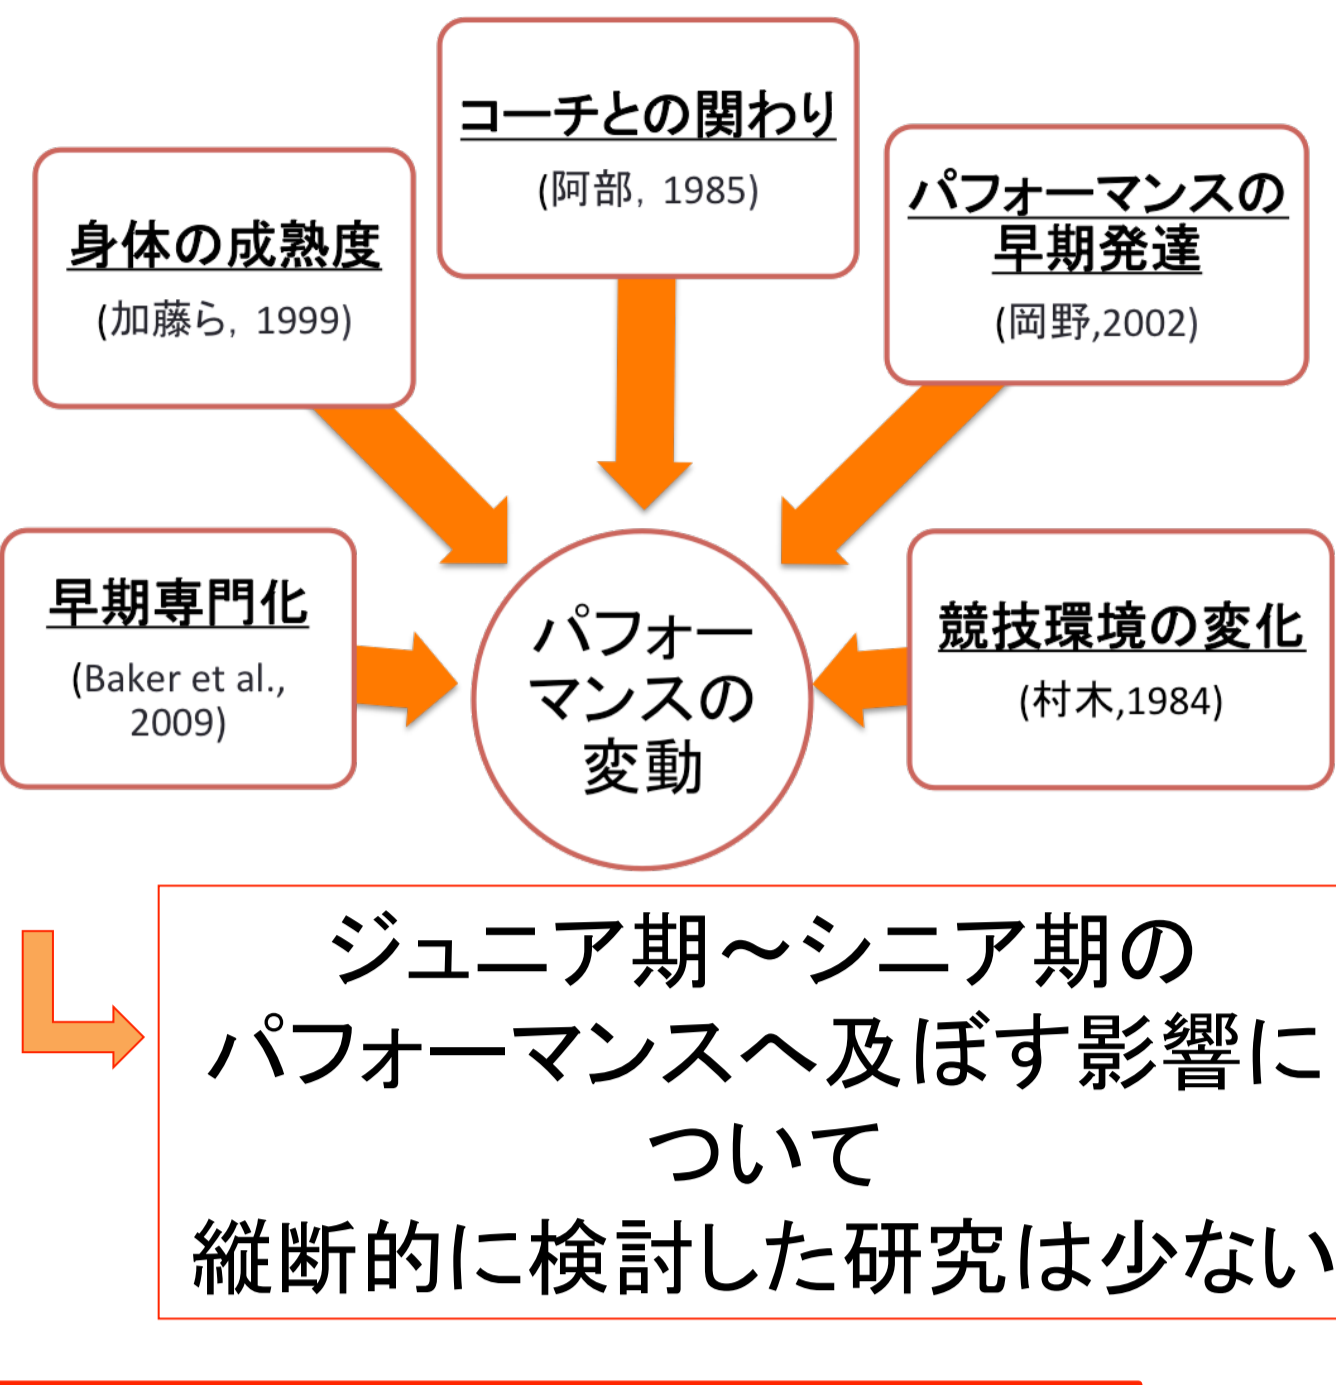 コーチとの関わり
(阿部, 1985)
身体の成熟度
(加藤ら, 1999)
パフォーマンスの
早期発達
(岡野,2002)
早期専門化
(Baker et al.,
2009)
パフォー
マンスの
変動
競技環境の変化
(村木,1984)
ジュニア期～シニア期の
パフォーマンスへ及ぼす影響に
ついて
縦断的に検討した研究は少ない